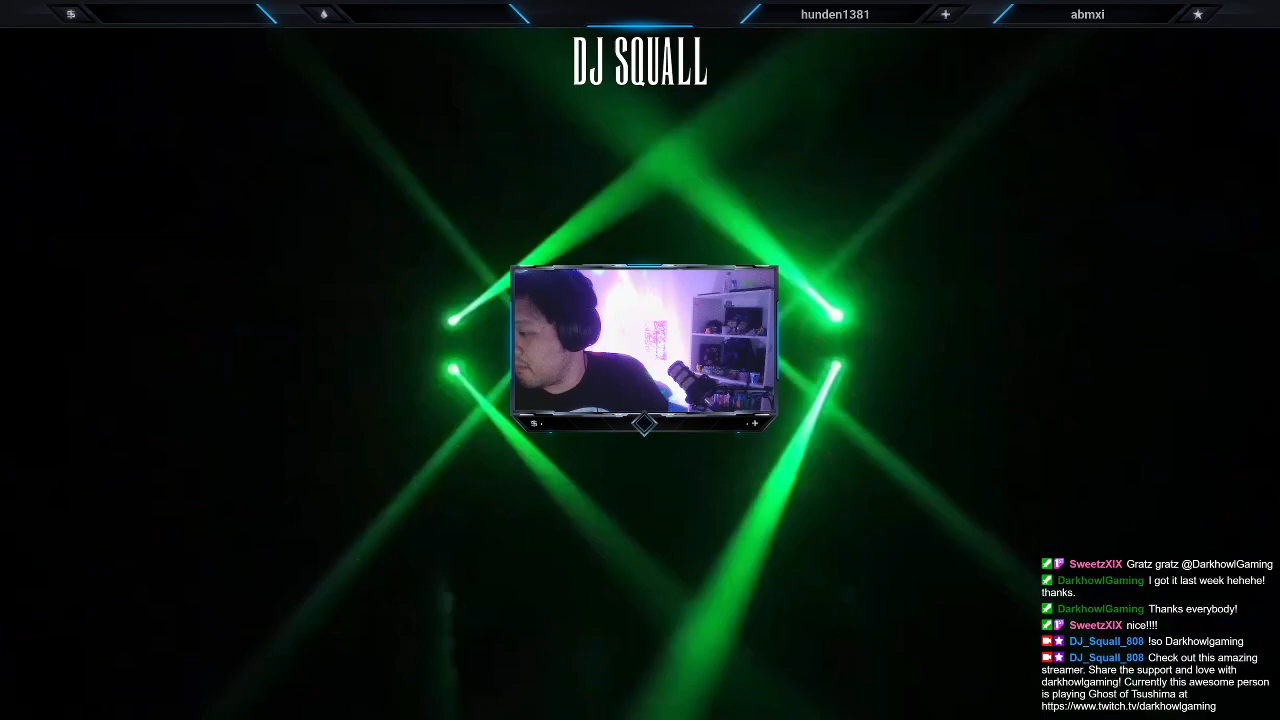 hunden1381
abmxi
DJ SQUALL
SweetzXIX Gratz gratz @DarkhowlGaming
DarkhowlGaming I got it last week hehehe!
thanks.
DarkhowlGaming Thanks everybody!
SweetzXIX nice!!!!
DJ_Squall_808 !so Darkhowlgaming
DJ_Squall_808 Check out this amazing
streamer. Share the support and love with
darkhowlgaming! Currently this awesome person
is playing Ghost of Tsushima at
https://www.twitch.tv/darkhowlgaming